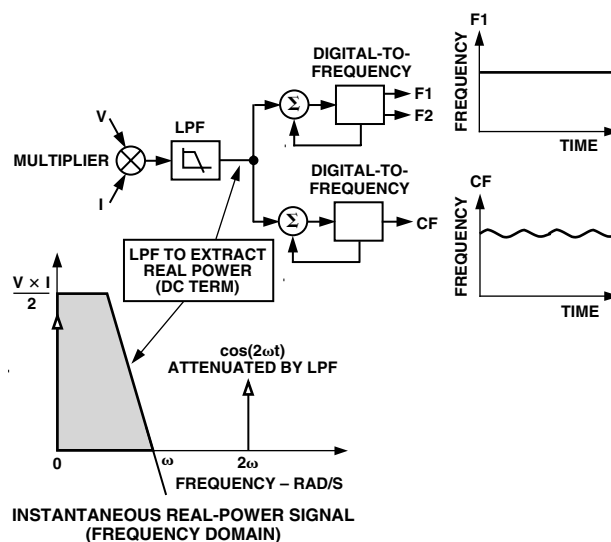 DIGITAL-TO-
FREQUENCY
F1
F2
V
LPF
MULTIPLIER
I
Σ
DIGITAL-TO-
FREQUENCY
Σ
CF
F1
FREQUENCY
TIME
CF
FREQUENCY
TIME
LPF TO EXTRACT
REAL POWER
(DC TERM)
V × I
2
cos(2ωt)
ATTENUATED BY LPF
0
ω
2ω
FREQUENCY – RAD/S
INSTANTANEOUS REAL-POWER SIGNAL
(FREQUENCY DOMAIN)